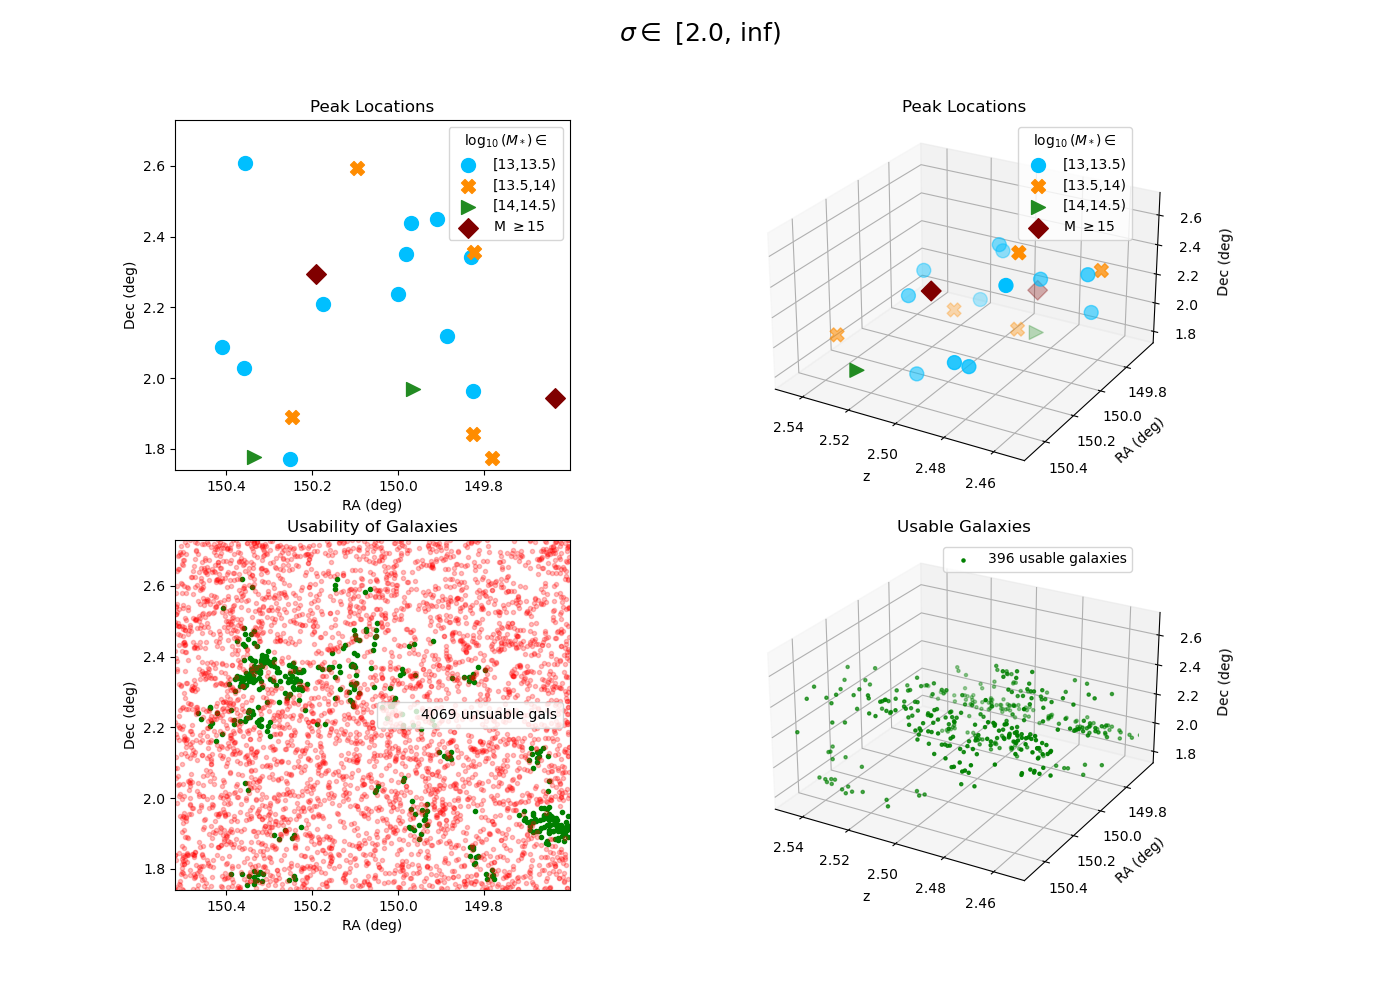 σ ∈ [2.0, inf)
Peak Locations
log₁₀(M*) ∈
[13,13.5)
[13.5,14)
[14,14.5)
M ≥15
2.6
2.4
2.2
2.0
1.8
Dec (deg)
150.4 150.2 150.0 149.8
RA (deg)
Peak Locations
log₁₀(M*) ∈
[13,13.5)
[13.5,14)
[14,14.5)
M ≥15
2.6
2.4
2.2
2.0
1.8
Dec (deg)
149.8
150.0
150.2
150.4
RA (deg)
2.54
2.52
2.50
2.48
2.46
z
Usability of Galaxies
4069 unsuable gals
2.6
2.4
2.2
2.0
1.8
Dec (deg)
150.4 150.2 150.0 149.8
RA (deg)
Usable Galaxies
396 usable galaxies
2.6
2.4
2.2
2.0
1.8
Dec (deg)
149.8
150.0
150.2
150.4
RA (deg)
2.54
2.52
2.50
2.48
2.46
z